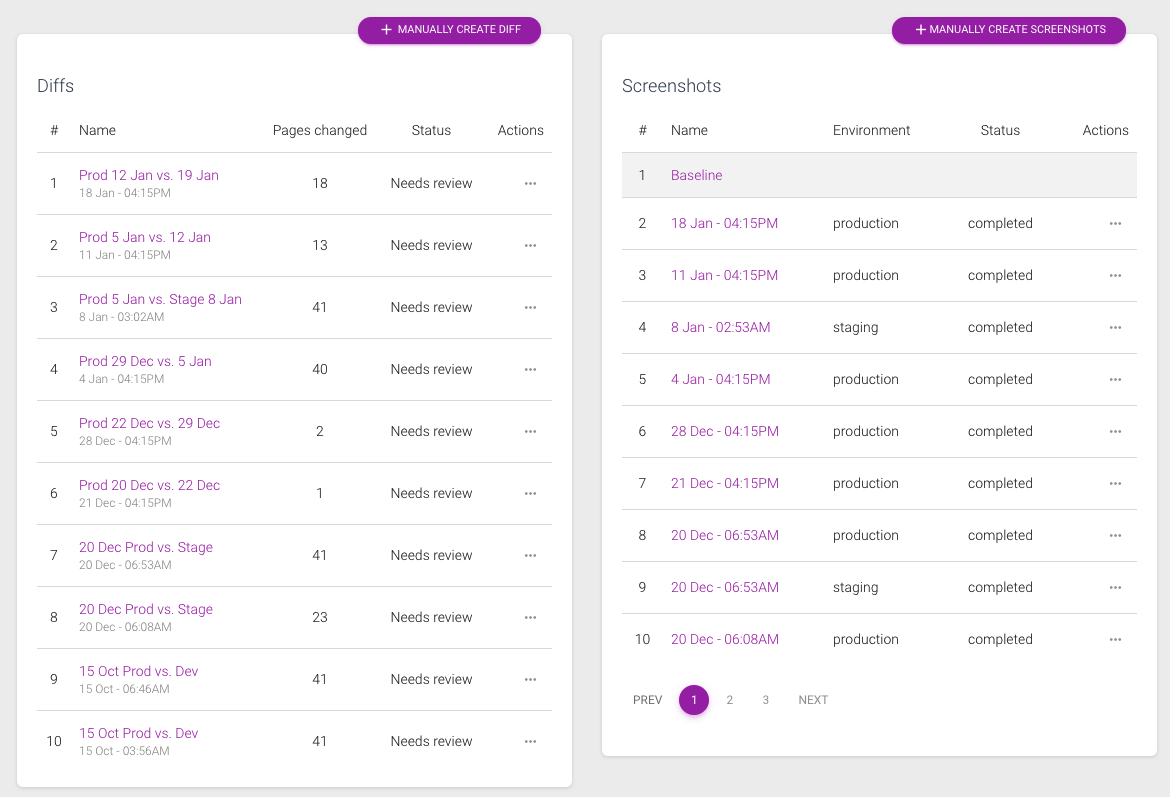 + MANUALLY CREATE DIFF
Diffs
# Name Pages changed Status Actions
1 Prod 12 Jan vs. 19 Jan 18 Needs review ...
18 Jan - 04:15PM
2 Prod 5 Jan vs. 12 Jan 13 Needs review ...
11 Jan - 04:15PM
3 Prod 5 Jan vs. Stage 8 Jan 41 Needs review ...
8 Jan - 03:02AM
4 Prod 29 Dec vs. 5 Jan 40 Needs review ...
4 Jan - 04:15PM
5 Prod 22 Dec vs. 29 Dec 2 Needs review ...
28 Dec - 04:15PM
6 Prod 20 Dec vs. 22 Dec 1 Needs review ...
21 Dec - 04:15PM
7 20 Dec Prod vs. Stage 41 Needs review ...
20 Dec - 06:53AM
8 20 Dec Prod vs. Stage 23 Needs review ...
20 Dec - 06:08AM
9 15 Oct Prod vs. Dev 41 Needs review ...
15 Oct - 06:46AM
10 15 Oct Prod vs. Dev 41 Needs review ...
15 Oct - 03:56AM
+ MANUALLY CREATE SCREENSHOTS
Screenshots
# Name Environment Status Actions
1 Baseline
2 18 Jan - 04:15PM production completed ...
3 11 Jan - 04:15PM production completed ...
4 8 Jan - 02:53AM staging completed ...
5 4 Jan - 04:15PM production completed ...
6 28 Dec - 04:15PM production completed ...
7 21 Dec - 04:15PM production completed ...
8 20 Dec - 06:53AM production completed ...
9 20 Dec - 06:53AM staging completed ...
10 20 Dec - 06:08AM production completed ...
PREV 1 2 3 NEXT